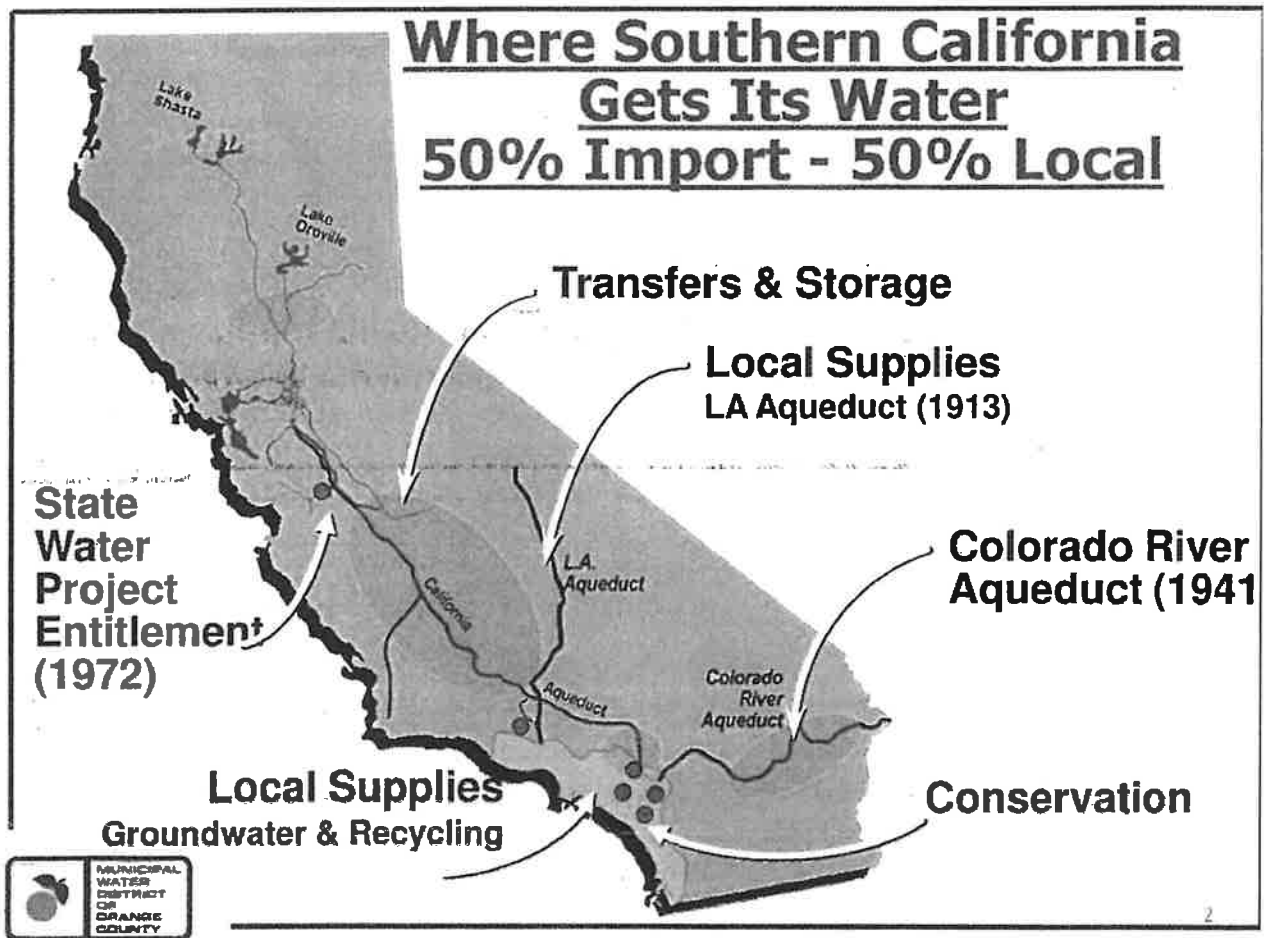 Where Southern California
Gets Its Water
50% Import - 50% Local
Lake
Shasta
Lake
Oroville
Transfers & Storage
Local Supplies
LA Aqueduct (1913)
State
Water
Project
Entitlement
(1972)
L.A.
Aqueduct
California
Aqueduct
Colorado River
Aqueduct (1941
Colorado
River
Aqueduct
Local Supplies
Groundwater & Recycling
Conservation
MUNICIPAL
WATER
DISTRICT
OF
ORANGE
COUNTY
2